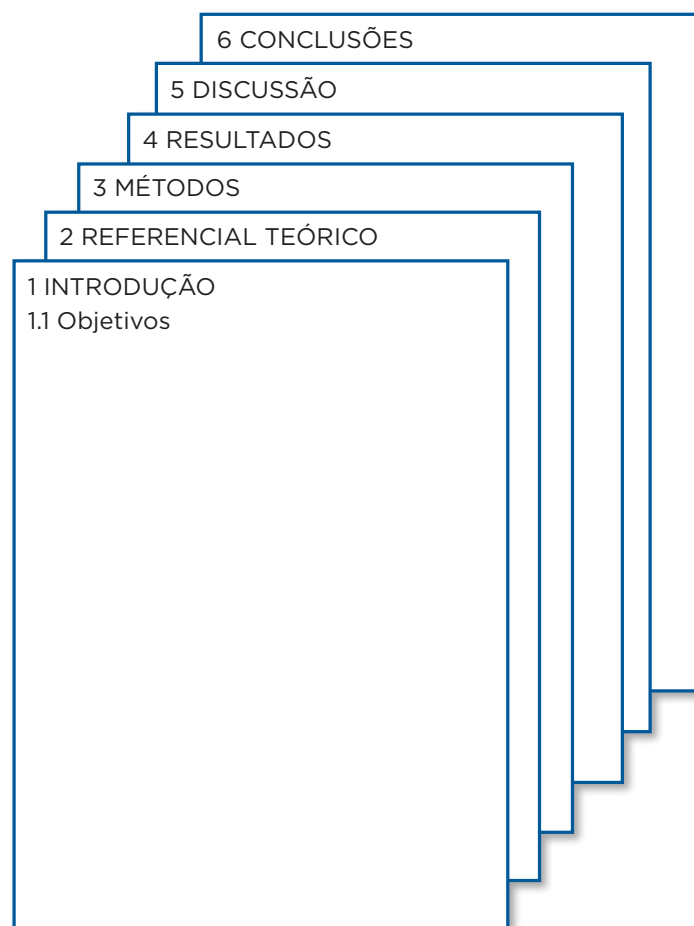 6 CONCLUSÕES
5 DISCUSSÃO
4 RESULTADOS
3 MÉTODOS
2 REFERENCIAL TEÓRICO
1 INTRODUÇÃO
1.1 Objetivos